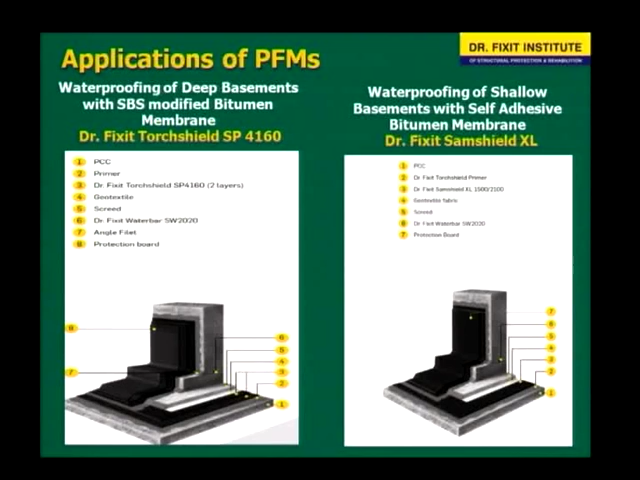 Applications of PFMs
DR. FIXIT INSTITUTE
OF STRUCTURAL PROTECTION & REHABILITATION
Waterproofing of Deep Basements
with SBS modified Bitumen
Membrane
Dr. Fixit Torchshield SP 4160
1 PCC
2 Primer
3 Dr. Fixit Torchshield SP4160 (2 layers)
4 Geotextile
5 Screed
6 Dr. Fixit Waterbar SW2020
7 Angle Filet
8 Protection board
8
7
6
5
4
3
2
1
Waterproofing of Shallow
Basements with Self Adhesive
Bitumen Membrane
Dr. Fixit Samshield XL
1 PCC
2 Dr. Fixit Torchshield Primer
3 Dr. Fixit Samshield XL 1500/2100
4 Geotextile fabric
5 Screed
6 Dr. Fixit Waterbar SW2020
7 Protection Board
7
6
5
4
3
2
1